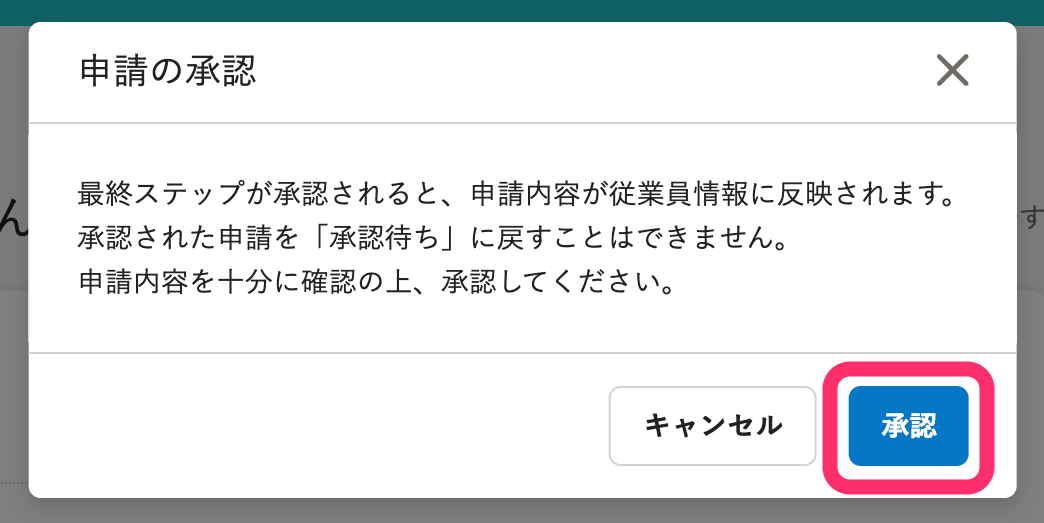 申請の承認
最終ステップが承認されると、申請内容が従業員情報に反映されます。
承認された申請を「承認待ち」に戻すことはできません。
申請内容を十分に確認の上、承認してください。
キャンセル
承認
ん
す